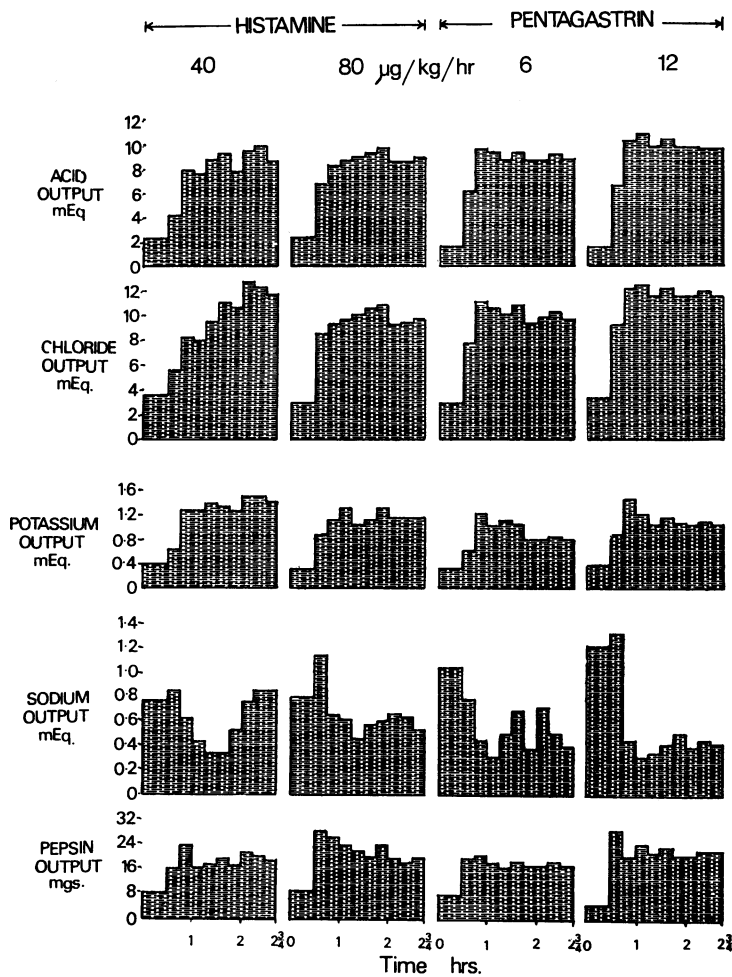 HISTAMINE PENTAGASTRIN
40 80 µg/kg/hr 6 12
12
10
8
6
4
2
0
ACID
OUTPUT
mEq
12
10
8
6
4
2
0
CHLORIDE
OUTPUT
mEq.
1·6
1·2
0·8
0·4
0
POTASSIUM
OUTPUT
mEq.
1·4
1·2
1·0
0·8
0·6
0·4
0·2
0
SODIUM
OUTPUT
mEq.
32
24
16
8
0
PEPSIN
OUTPUT
mgs.
1 2 2¾ 0 1 2 2¾ 0 1 2 2¾ 0 1 2 2¾
Time hrs.